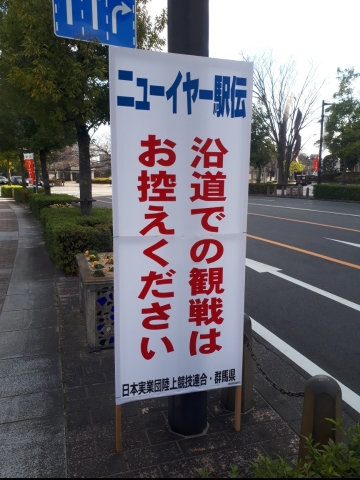 ニューイヤー駅伝
沿道での観戦は
お控えください
日本実業団陸上競技連合・群馬県